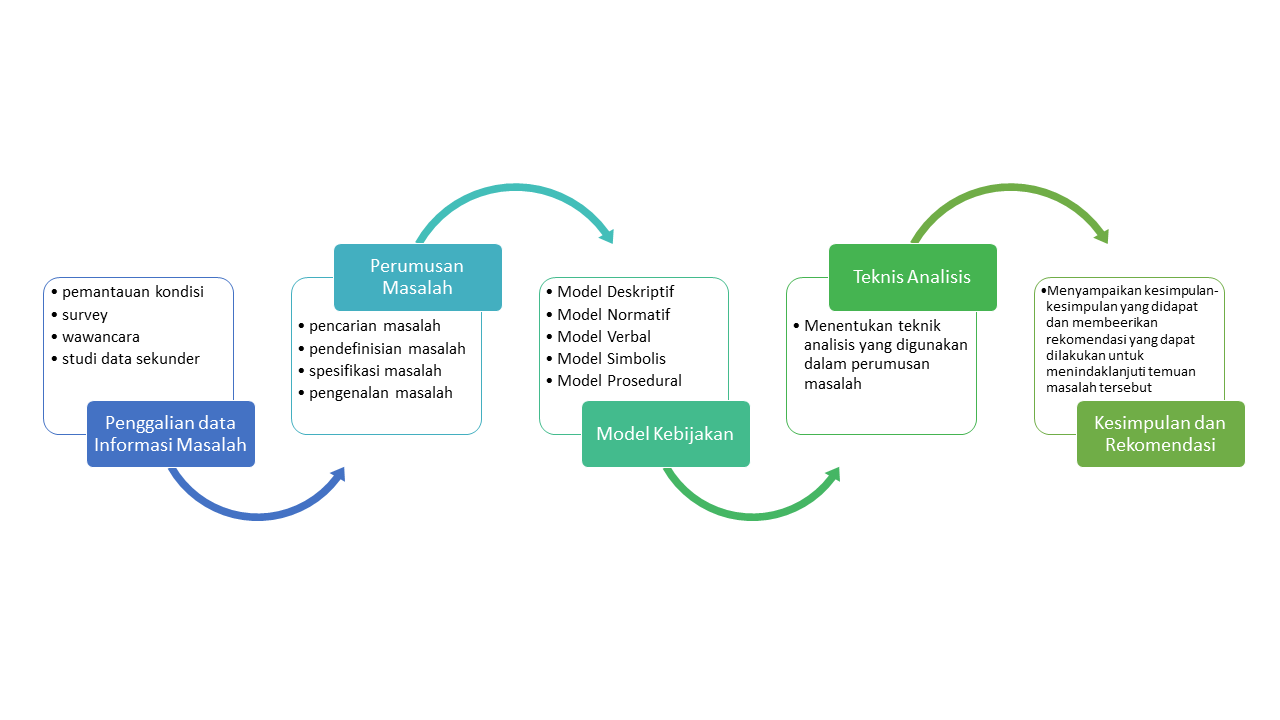 • pemantauan kondisi
• survey
• wawancara
• studi data sekunder
Penggalian data
Informasi Masalah
Perumusan
Masalah
• pencarian masalah
• pendefinisian masalah
• spesifikasi masalah
• pengenalan masalah
• Model Deskriptif
• Model Normatif
• Model Verbal
• Model Simbolis
• Model Prosedural
Model Kebijakan
Teknis Analisis
• Menentukan teknik
analisis yang digunakan
dalam perumusan
masalah
•Menyampaikan kesimpulan-
kesimpulan yang didapat
dan membeerikan
rekomendasi yang dapat
dilakukan untuk
menindaklanjuti temuan
masalah tersebut
Kesimpulan dan
Rekomendasi